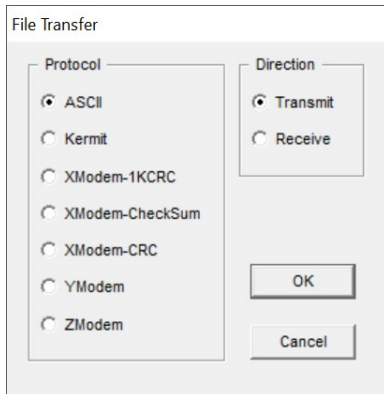 File Transfer
Protocol
ASCII
Kermit
XModem-1KCRC
XModem-CheckSum
XModem-CRC
YModem
ZModem
Direction
Transmit
Receive
OK
Cancel